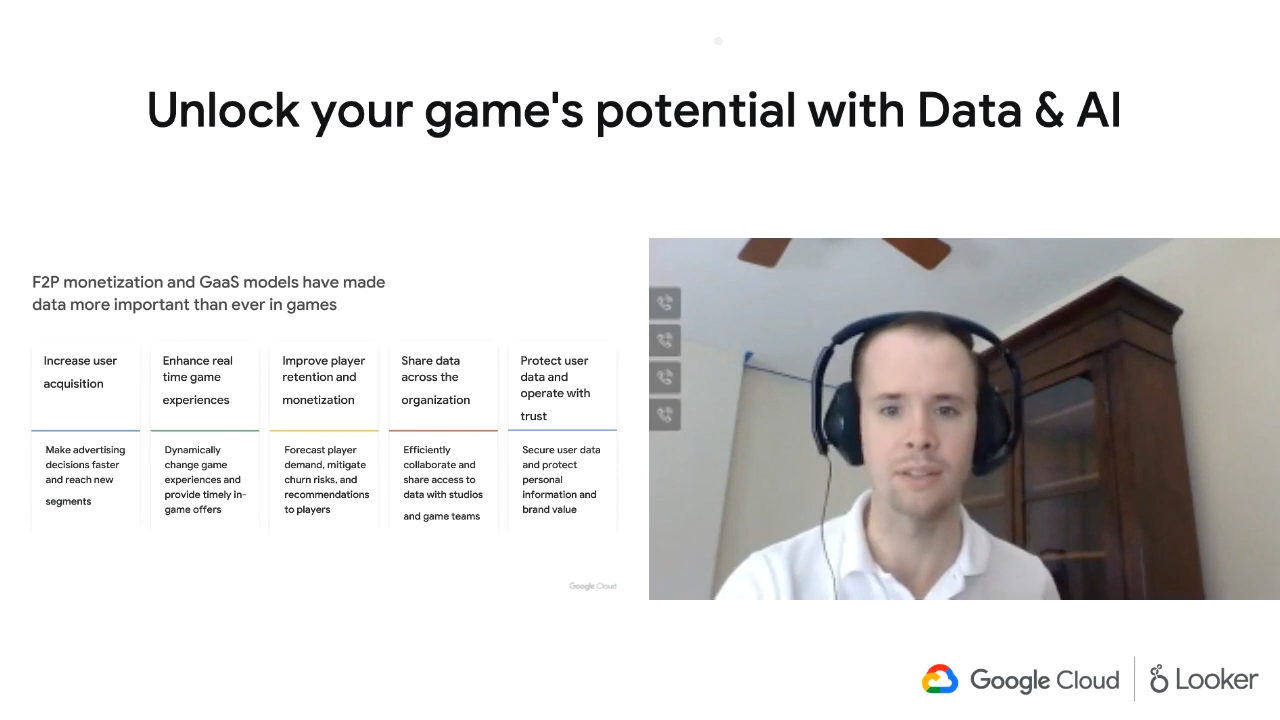 Unlock your game's potential with Data & AI
F2P monetization and GaaS models have made
data more important than ever in games
Increase user
acquisition
Make advertising
decisions faster
and reach new
segments
Enhance real
time game
experiences
Dynamically
change game
experiences and
provide timely in-
game offers
Improve player
retention and
monetization
Forecast player
demand, mitigate
churn risks, and
recommendations
to players
Share data
across the
organization
Efficiently
collaborate and
share access to
data with studios
and game teams
Protect user
data and
operate with
trust
Secure user data
and protect
personal
information and
brand value
Google Cloud
Google Cloud
Looker